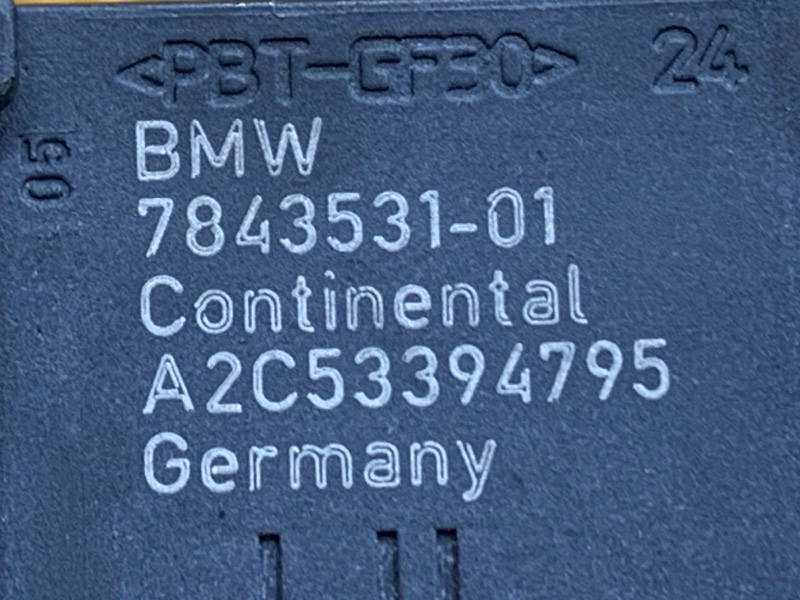 >PBT-GF30< 24
05
BMW
7843531-01
Continental
A2C53394795
Germany